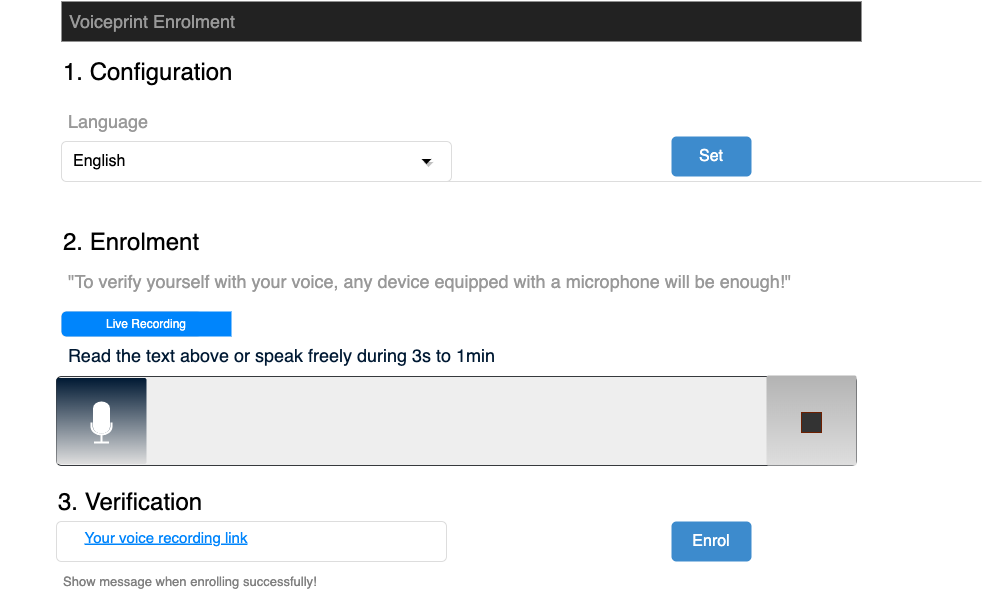 Voiceprint Enrolment
1. Configuration
Language
English
Set
2. Enrolment
"To verify yourself with your voice, any device equipped with a microphone will be enough!"
Live Recording
Read the text above or speak freely during 3s to 1min
3. Verification
Your voice recording link
Enrol
Show message when enrolling successfully!